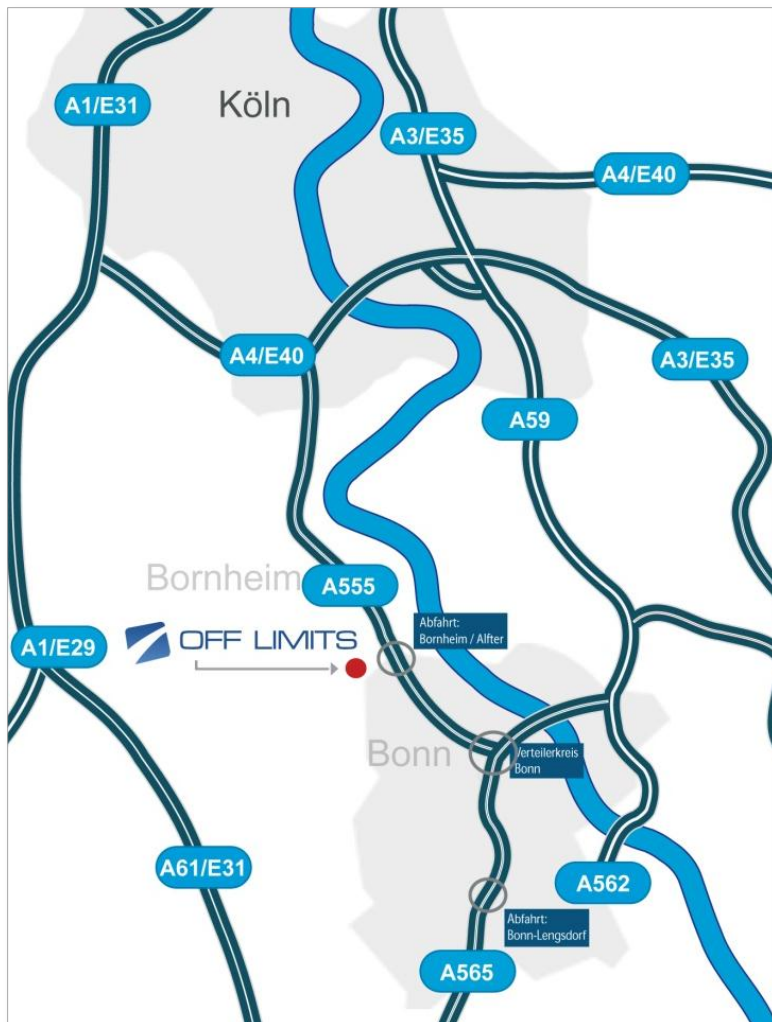 Köln
A1/E31
A3/E35
A4/E40
A4/E40
A3/E35
A59
Bornheim
A555
Abfahrt:
Bornheim / Alfter
OFF LIMITS
A1/E29
Bonn
Verteilerkreis
Bonn
A61/E31
A562
Abfahrt:
Bonn-Lengsdorf
A565